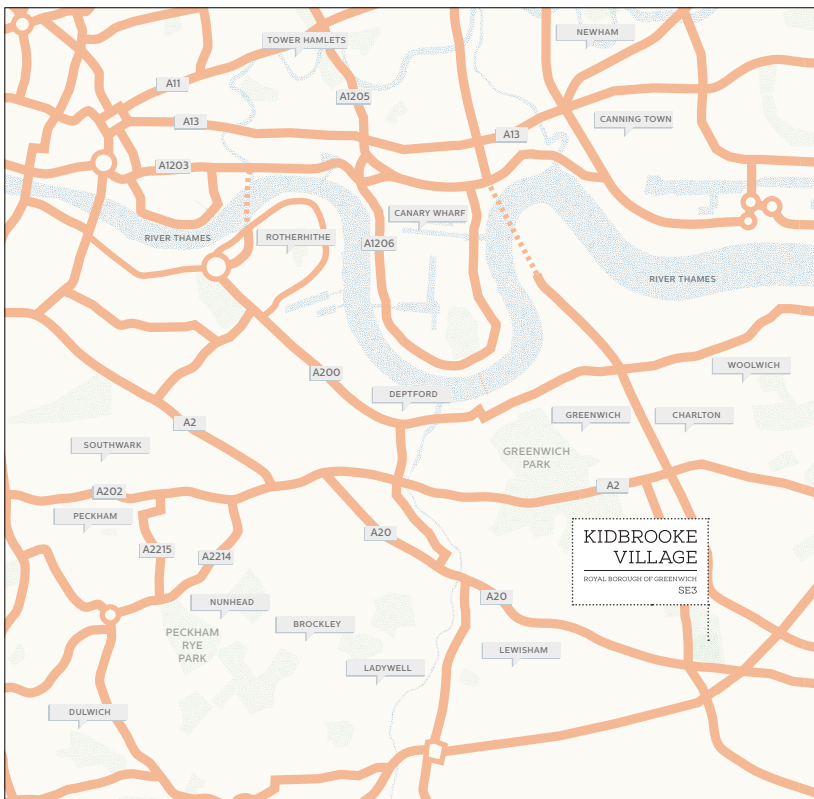 NEWHAM
TOWER HAMLETS
A11
A1205
A13
CANNING TOWN
A13
A1203
CANARY WHARF
RIVER THAMES
ROTHERHITHE
A1206
RIVER THAMES
WOOLWICH
A200
DEPTFORD
GREENWICH
CHARLTON
A2
SOUTHWARK
GREENWICH
PARK
A2
A202
PECKHAM
A20
KIDBROOKE
VILLAGE
ROYAL BOROUGH OF GREENWICH
SE3
A2215
A2214
A20
NUNHEAD
BROCKLEY
PECKHAM
RYE
PARK
LEWISHAM
LADYWELL
DULWICH